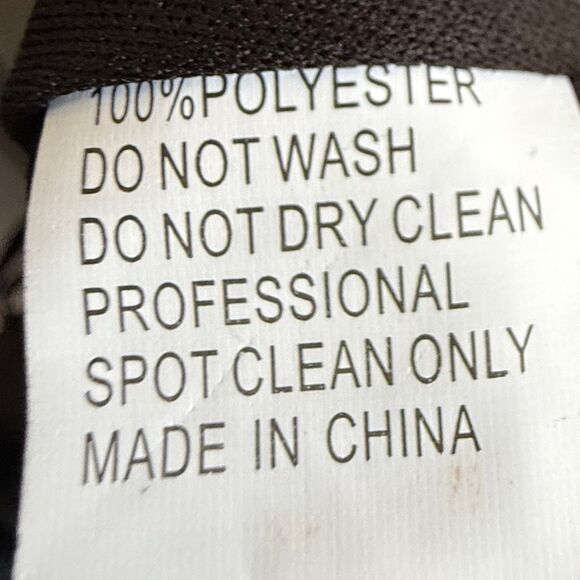 100%POLYESTER
DO NOT WASH
DO NOT DRY CLEAN
PROFESSIONAL
SPOT CLEAN ONLY
MADE IN CHINA